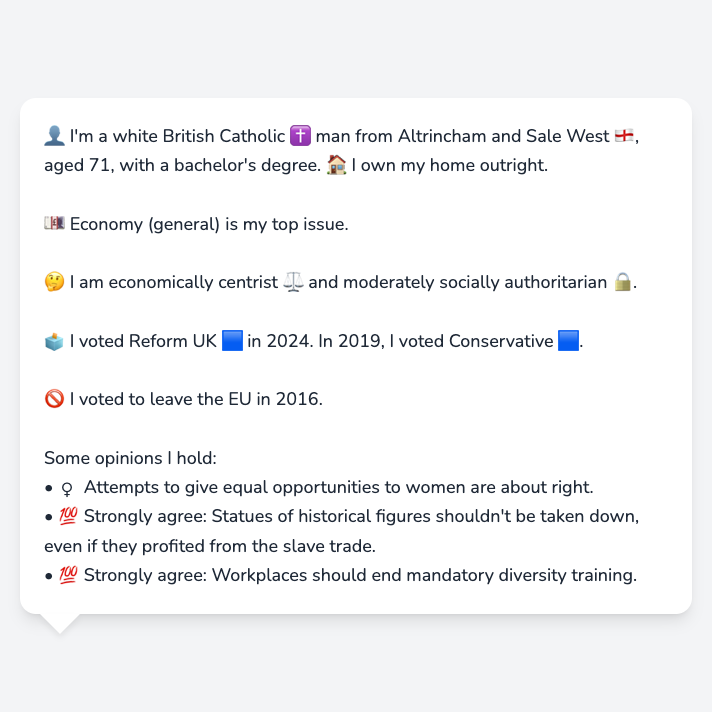 👤 I'm a white British Catholic ✝️ man from Altrincham and Sale West 🏴󠁧󠁢󠁥󠁮󠁧󠁿,
aged 71, with a bachelor's degree. 🏠 I own my home outright.
💷 Economy (general) is my top issue.
🤔 I am economically centrist ⚖️ and moderately socially authoritarian 🔒.
🗳️ I voted Reform UK 🟦 in 2024. In 2019, I voted Conservative 🟦.
🚫 I voted to leave the EU in 2016.
Some opinions I hold:
• ♀ Attempts to give equal opportunities to women are about right.
• 💯 Strongly agree: Statues of historical figures shouldn't be taken down,
even if they profited from the slave trade.
• 💯 Strongly agree: Workplaces should end mandatory diversity training.